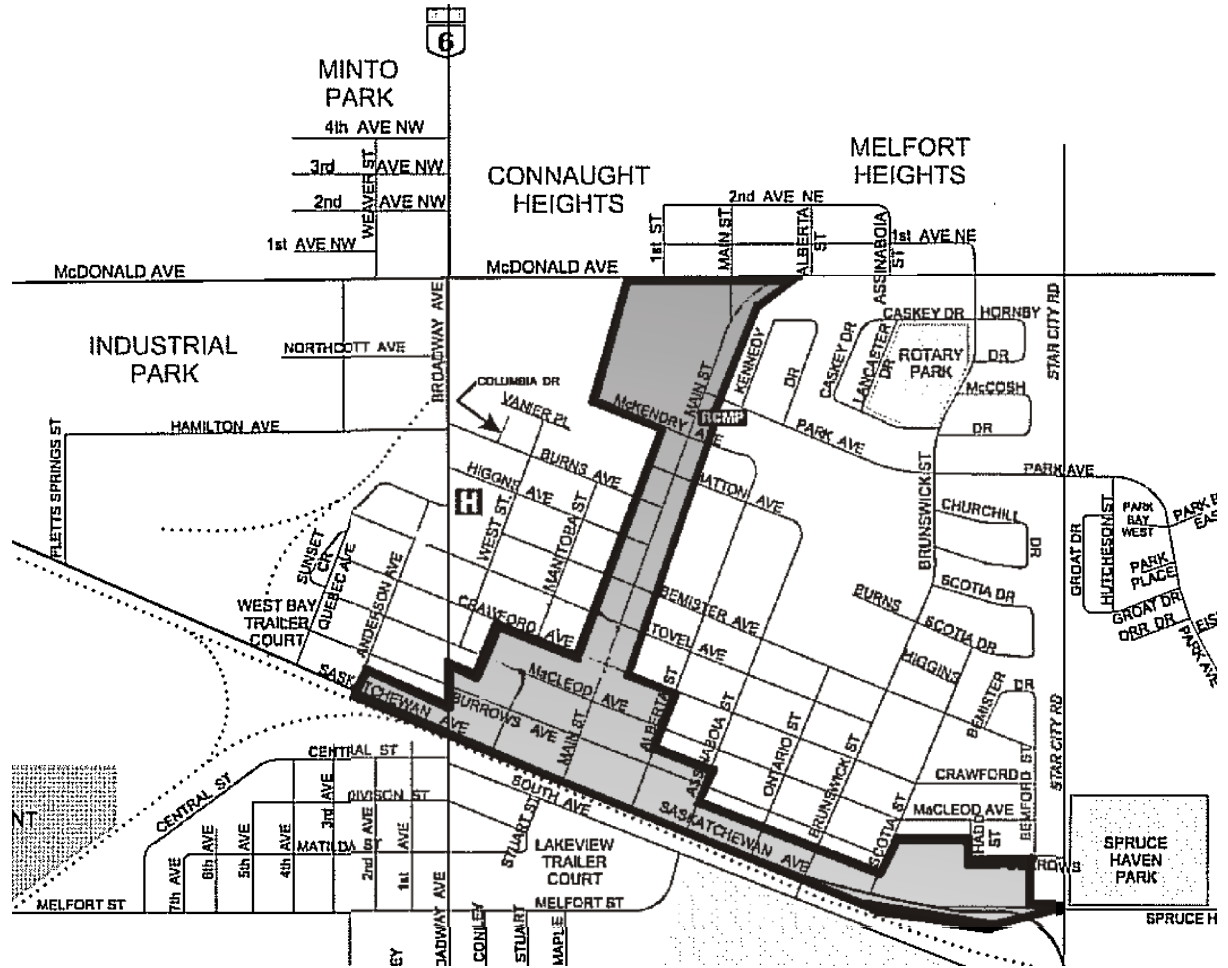 6
MINTO
PARK
4th AVE NW
3rd AVE NW
2nd AVE NW
1st AVE NW
WEAVER ST
CONNAUGHT
HEIGHTS
MELFORT
HEIGHTS
2nd AVE NE
1st AVE NE
1st ST
MAIN ST
ALBERTA ST
ASSINABOIA ST
McDONALD AVE
McDONALD AVE
INDUSTRIAL
PARK
NORTHCOTT AVE
BROADWAY AVE
COLUMBIA DR
VANIER PL
HAMILTON AVE
PLETTS SPRINGS ST
BURNS AVE
HIGGINS AVE
H
WEST ST.
MANITOBA ST
McKENDRY AVE
MAIN ST
RCMP
KENNEDY
DR
CASKEY DR
LANCASTER DR
CASKEY DR
HORNBY
DR
ROTARY
PARK
McCOSH
DR
STAR CITY RD
PARK AVE
PARK AVE
HATTON AVE
BRUNSWICK ST
CHURCHILL
DR
GROAT DR
HUTCHESON ST
PARK
BAY
WEST
PARK
PLACE
GROAT DR
ORR DR
PARK AVE
SUNSET
CR
QUEBEC AVE
ANDERSON AVE
WEST BAY
TRAILER
COURT
CRAWFORD AVE
BEMISTER AVE
TOVEL AVE
BURNS
SCOTIA DR
SCOTIA DR
HIGGINS
BEMISTER
DR
SASKATCHEWAN AVE
BURROWS AVE
MacLEOD AVE
MAIN ST
ALBERTA ST
ASSINABOIA ST
ONTARIO ST
BRUNSWICK ST
SCOTIA ST
CRAWFORD
MacLEOD AVE
STAR CITY RD
SOUTH AVE
SASKATCHEWAN AVE
CENTRAL ST
CENTRAL ST
DIVISON ST
MATILDA ST
7th AVE
6th AVE
5th AVE
4th AVE
3rd AVE
2nd AVE
1st AVE
STUART ST
LAKEVIEW
TRAILER
COURT
SPRUCE
HAVEN
PARK
MELFORT ST
MELFORT ST
SPRUCE H
CONLEY
STUART
MAPLE